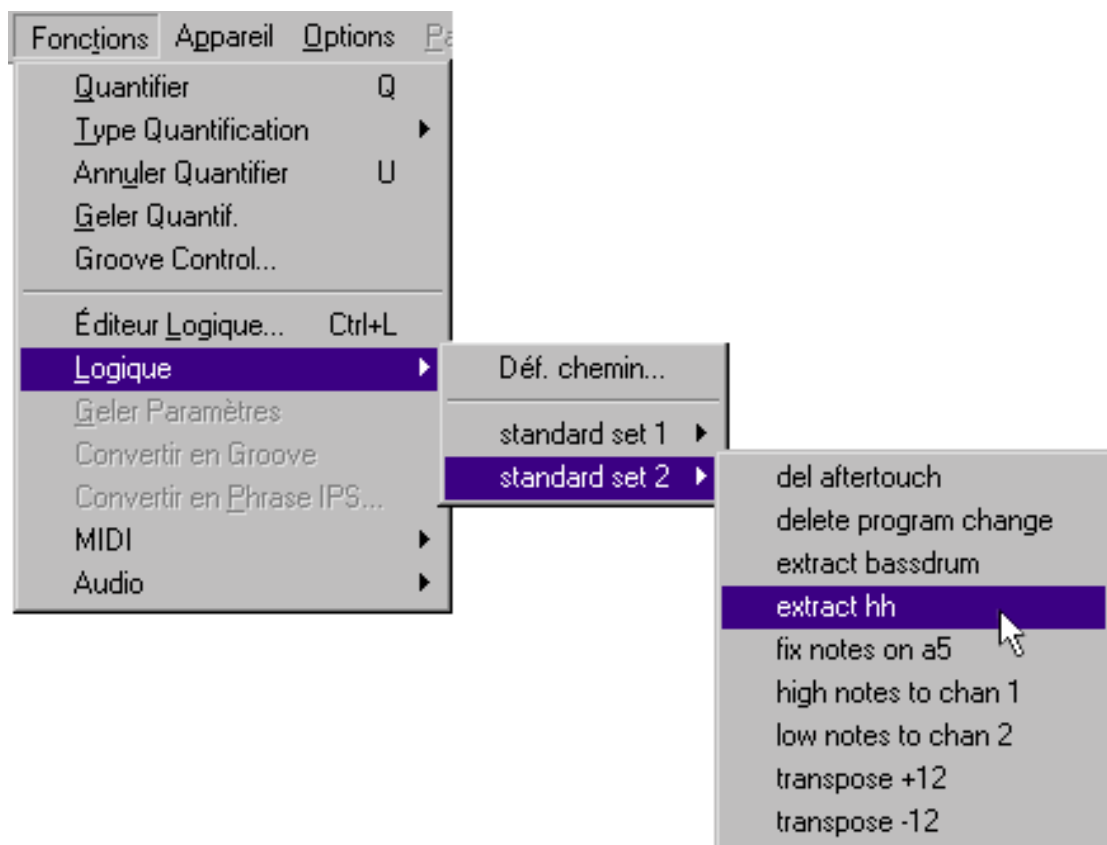 Fonctions Appareil Options
Quantifier Q
Type Quantification
Annuler Quantifier U
Geler Quantif.
Groove Control...
Éditeur Logique... Ctrl+L
Logique
Geler Paramètres
Convertir en Groove
Convertir en Phrase IPS...
MIDI
Audio
Déf. chemin...
standard set 1
standard set 2
del aftertouch
delete program change
extract bassdrum
extract hh
fix notes on a5
high notes to chan 1
low notes to chan 2
transpose +12
transpose -12